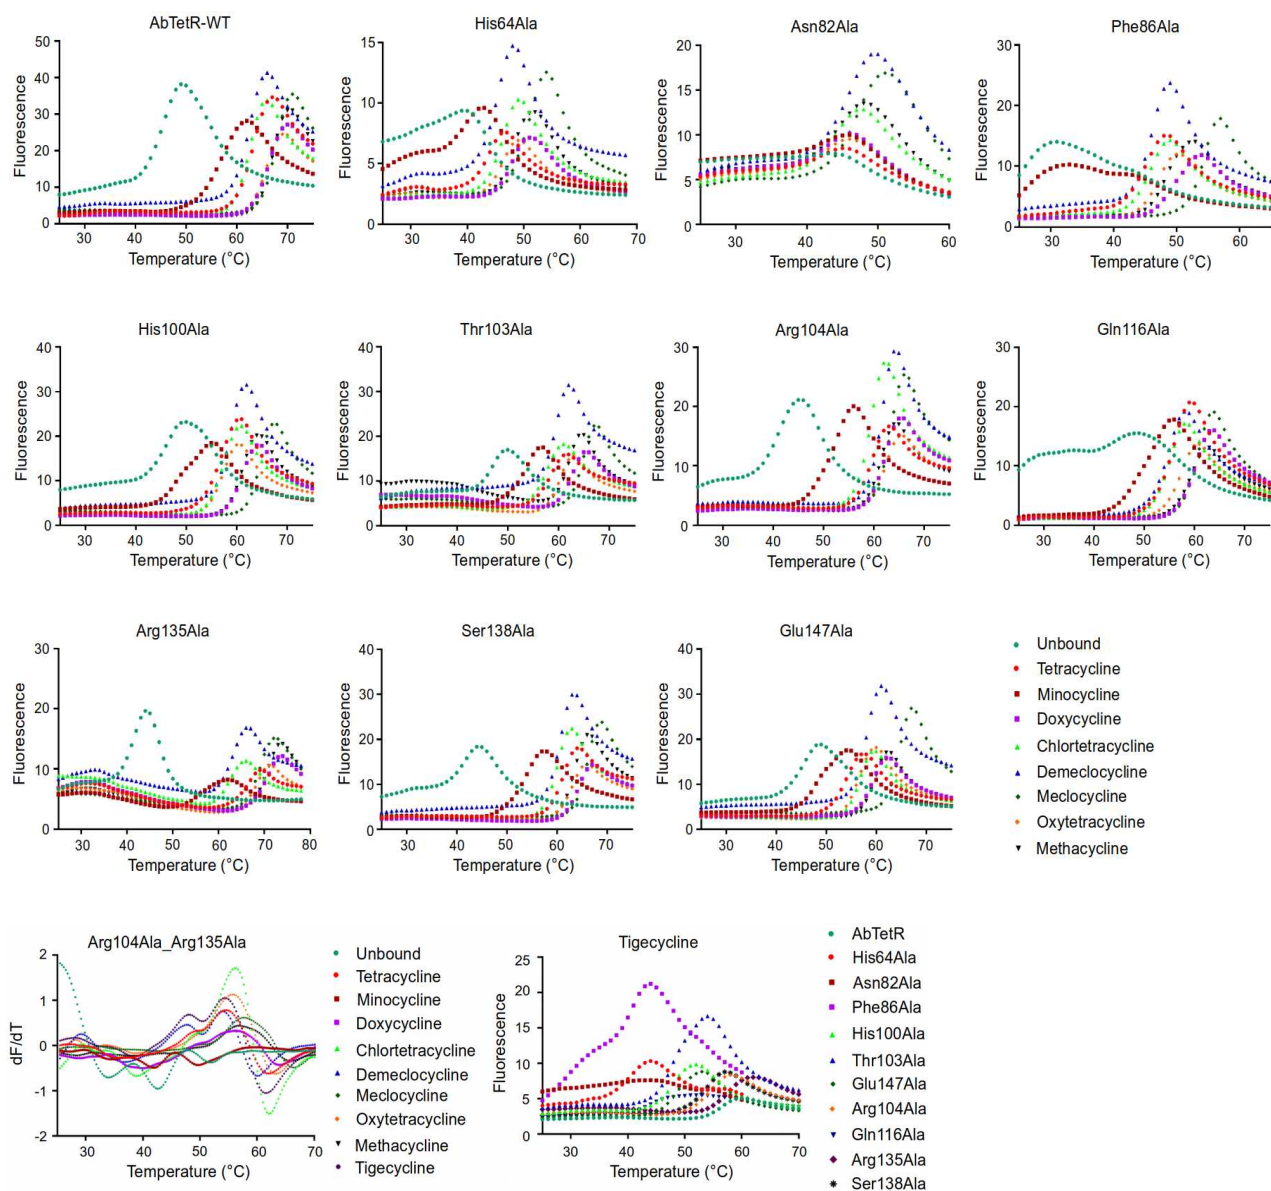 AbTetR-WT
His64Ala
Asn82Ala
Phe86Ala
50
40
30
20
10
0
Fluorescence
30 40 50 60 70
Temperature (°C)
15
10
5
0
Fluorescence
30 40 50 60 70
Temperature (°C)
20
15
10
5
0
Fluorescence
30 40 50 60
Temperature (°C)
30
20
10
0
Fluorescence
30 40 50 60
Temperature (°C)
His100Ala
Thr103Ala
Arg104Ala
Gln116Ala
40
30
20
10
0
Fluorescence
30 40 50 60 70
Temperature (°C)
40
30
20
10
0
Fluorescence
30 40 50 60 70
Temperature (°C)
30
20
10
0
Fluorescence
30 40 50 60 70
Temperature (°C)
30
20
10
0
Fluorescence
30 40 50 60 70
Temperature (°C)
Arg135Ala
Ser138Ala
Glu147Ala
30
20
10
0
Fluorescence
30 40 50 60 70 80
Temperature (°C)
40
30
20
10
0
Fluorescence
30 40 50 60 70
Temperature (°C)
40
30
20
10
0
Fluorescence
30 40 50 60 70
Temperature (°C)
Unbound
Tetracycline
Minocycline
Doxycycline
Chlortetracycline
Demeclocycline
Meclocycline
Oxytetracycline
Methacycline
Arg104Ala_Arg135Ala
2
1
0
-1
-2
dF/dT
30 40 50 60 70
Temperature (°C)
Unbound
Tetracycline
Minocycline
Doxycycline
Chlortetracycline
Demeclocycline
Meclocycline
Oxytetracycline
Methacycline
Tigecycline
Tigecycline
25
20
15
10
5
0
Fluorescence
30 40 50 60 70
Temperature (°C)
AbTetR
His64Ala
Asn82Ala
Phe86Ala
His100Ala
Thr103Ala
Glu147Ala
Arg104Ala
Gln116Ala
Arg135Ala
Ser138Ala